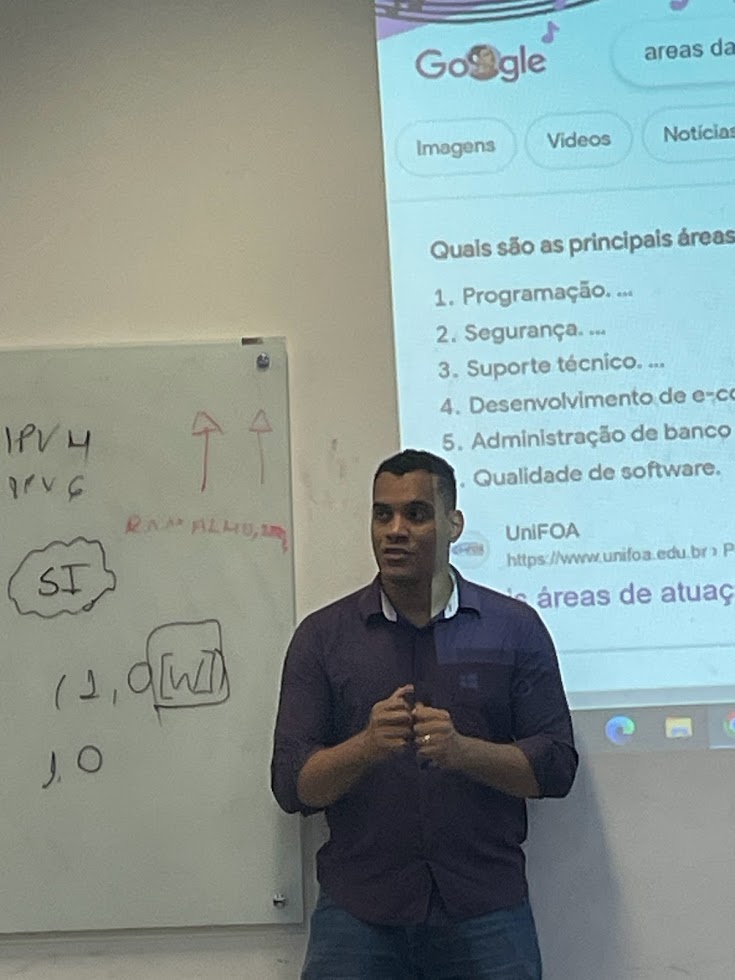 Google
areas da
Imagens
Vídeos
Notícias
Quais são as principais áreas
1. Programação. ...
2. Segurança. ...
3. Suporte técnico. ...
4. Desenvolvimento de e-co
5. Administração de banco
. Qualidade de software.
UniFOA
https://www.unifoa.edu.br › P
áreas de atuaç
IPV4
IPV6
SI